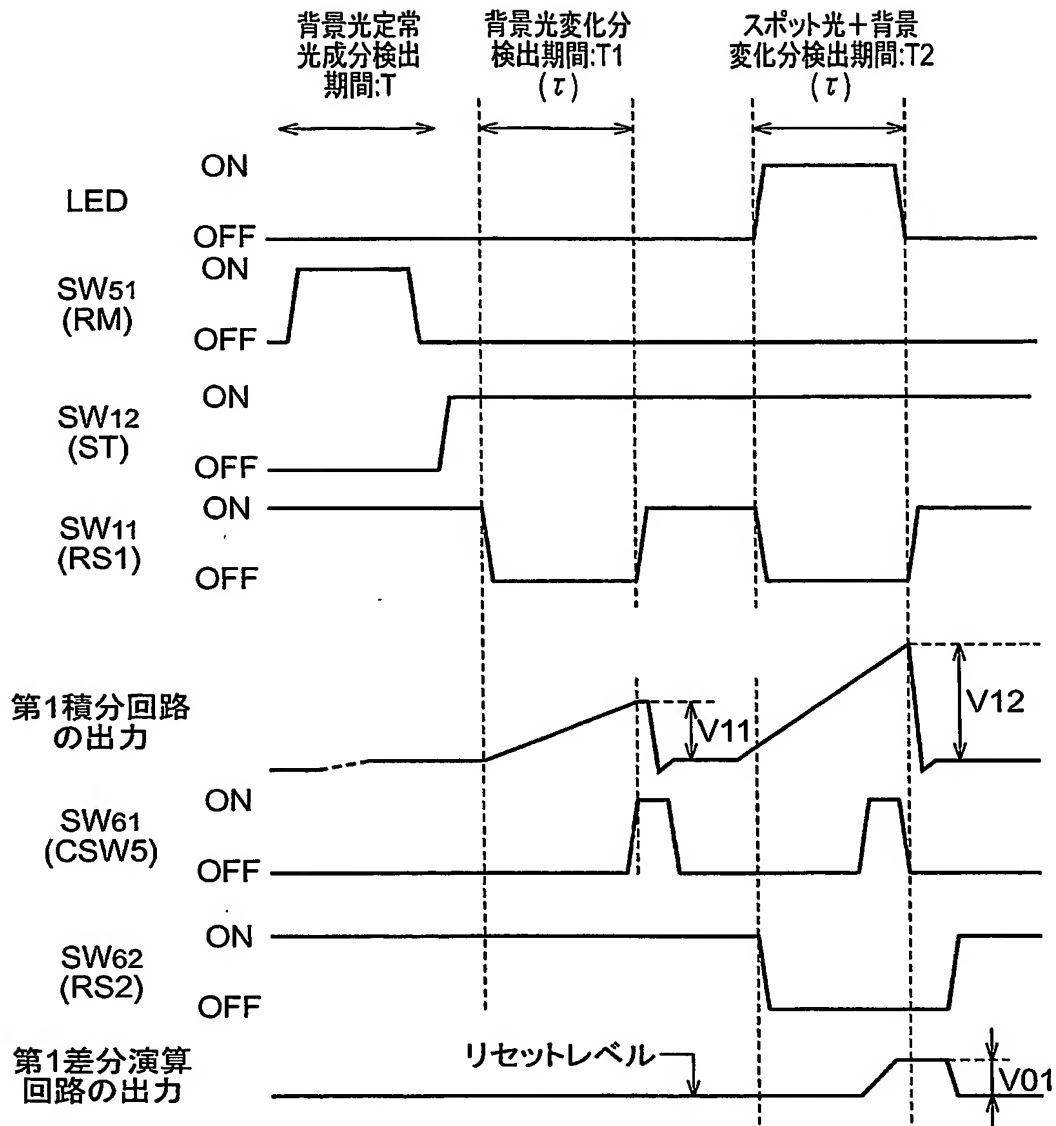 背景光定常
光成分検出
期間:T
背景光変化分
検出期間:T1
(τ)
スポット光+背景
変化分検出期間:T2
(τ)
LED
ON
OFF
SW51
(RM)
ON
OFF
SW12
(ST)
ON
OFF
SW11
(RS1)
ON
OFF
第1積分回路
の出力
V11
V12
SW61
(CSW5)
ON
OFF
SW62
(RS2)
ON
OFF
第1差分演算
回路の出力
リセットレベル
V01